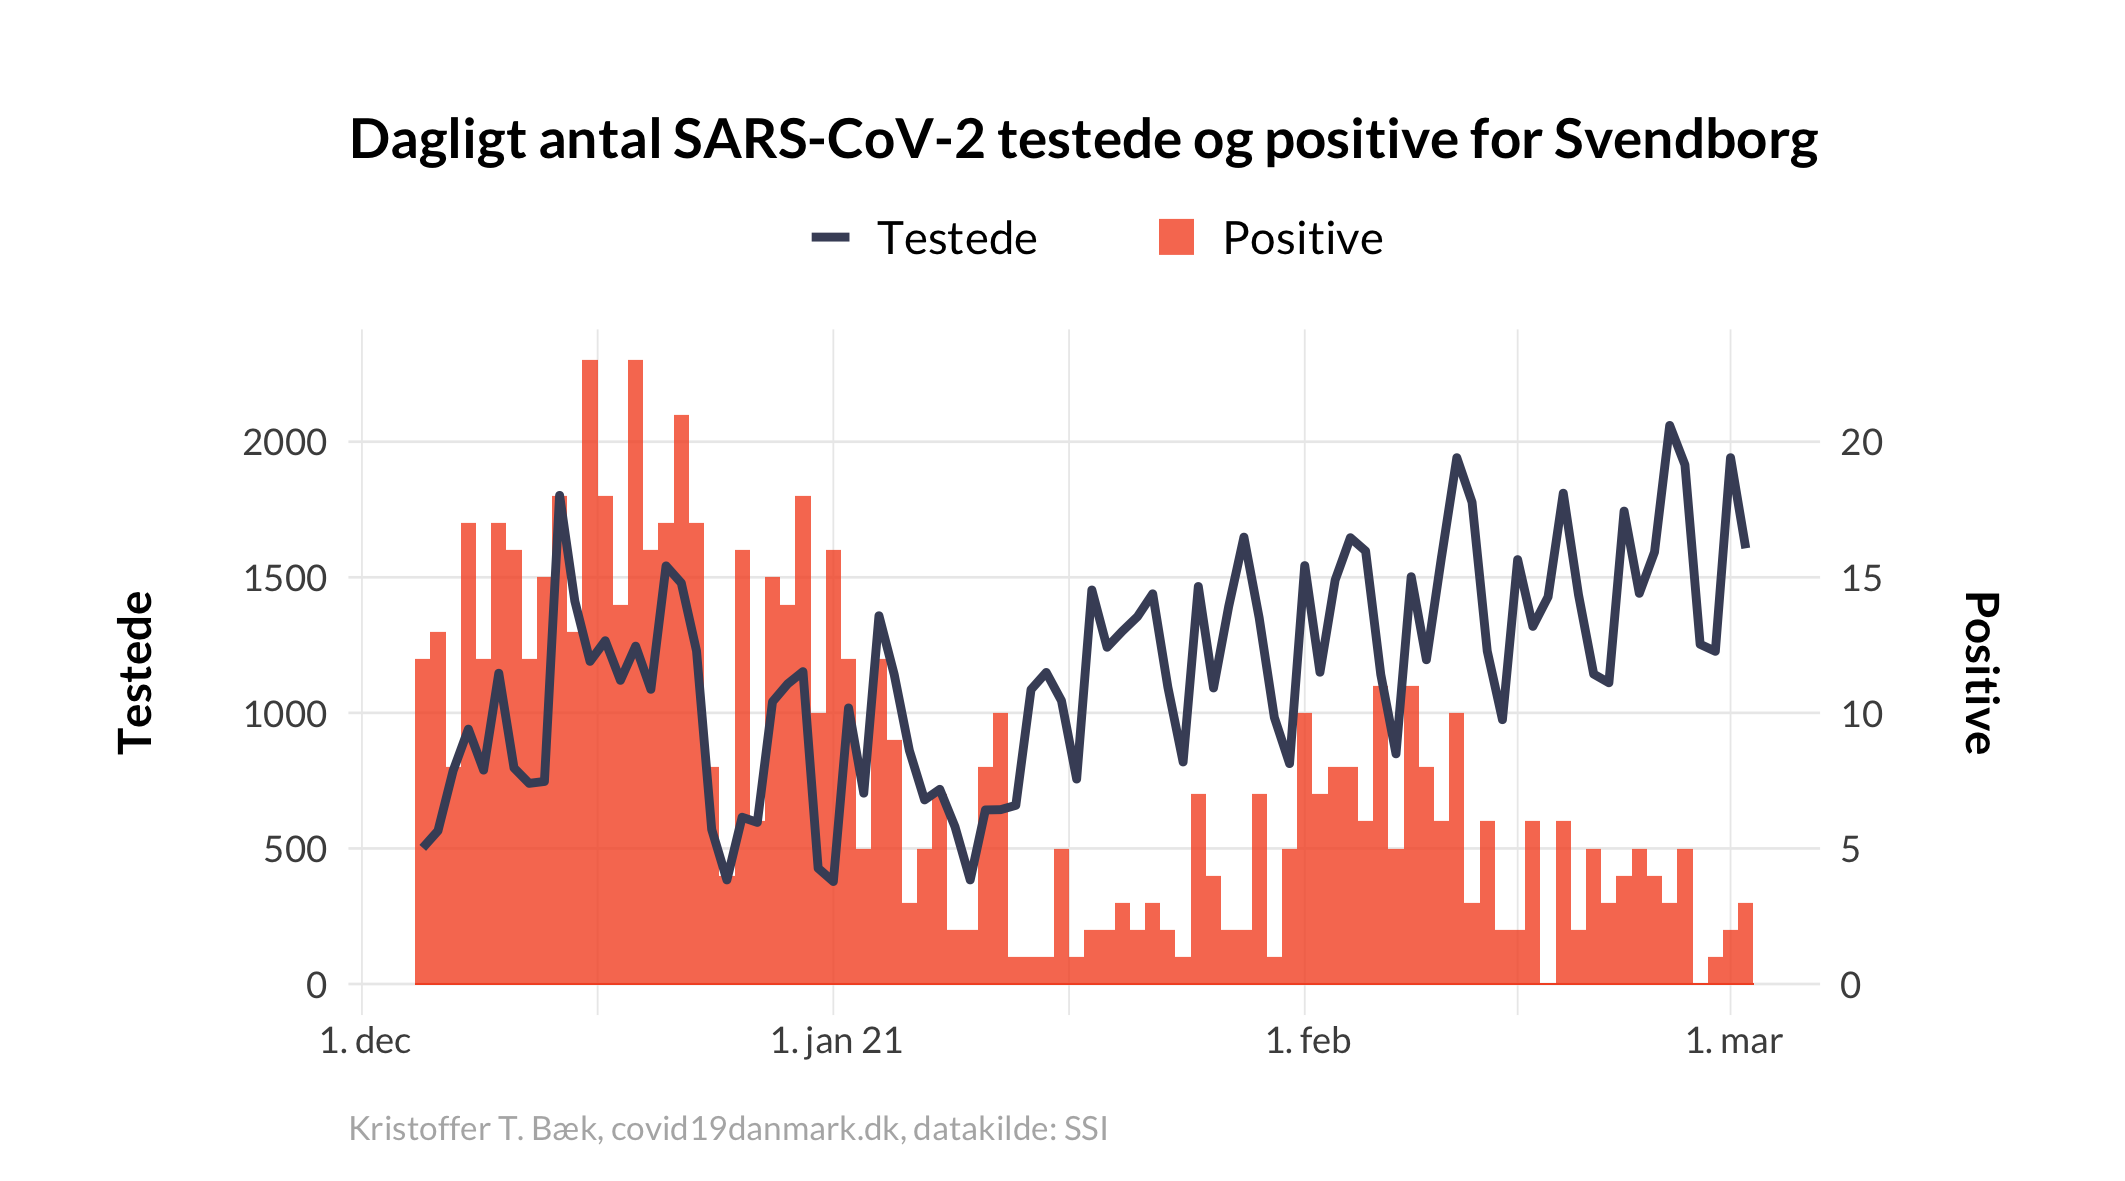 Dagligt antal SARS-CoV-2 testede og positive for Svendborg
Testede Positive
Testede
2000
1500
1000
500
0
20
15
10
5
0
Positive
1. dec 1. jan 21 1. feb 1. mar
Kristoffer T. Bæk, covid19danmark.dk, datakilde: SSI